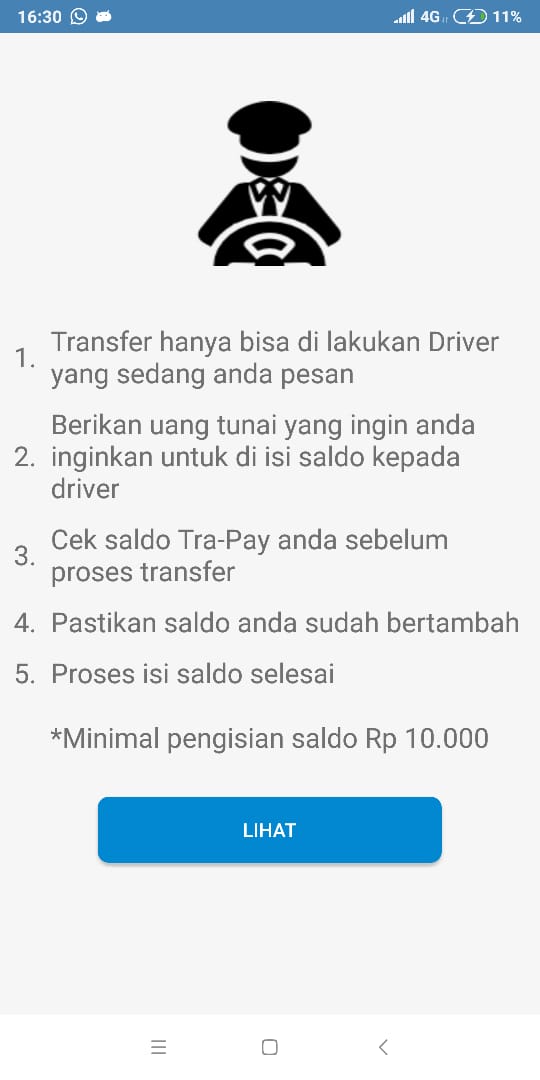 16:30
4G
11%
1. Transfer hanya bisa di lakukan Driver
yang sedang anda pesan
Berikan uang tunai yang ingin anda
2. inginkan untuk di isi saldo kepada
driver
3. Cek saldo Tra-Pay anda sebelum
proses transfer
4. Pastikan saldo anda sudah bertambah
5. Proses isi saldo selesai
*Minimal pengisian saldo Rp 10.000
LIHAT